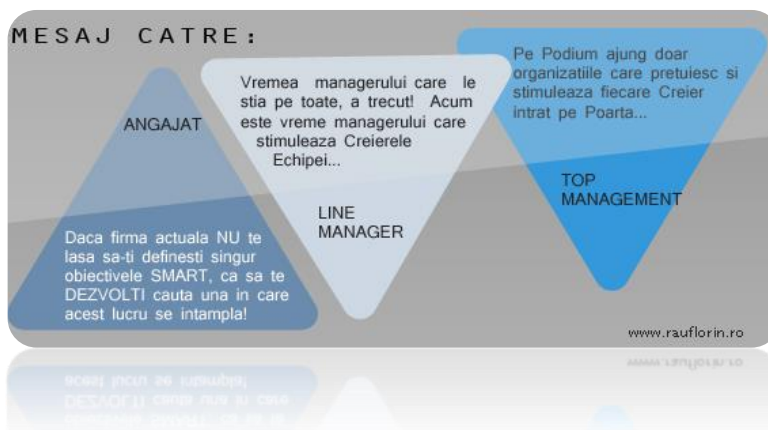 MESAJ CATRE:
ANGAJAT
Daca firma actuala NU te
lasa sa-ti definesti singur
obiectivele SMART, ca sa te
DEZVOLTI cauta una in care
acest lucru se intampla!
Vremea managerului care le
stia pe toate, a trecut! Acum
este vreme managerului care
stimuleaza Creierele
Echipei...
LINE
MANAGER
Pe Podium ajung doar
organizatiile care pretuiesc si
stimuleaza fiecare Creier
intrat pe Poarta...
TOP
MANAGEMENT
www.rauflorin.ro